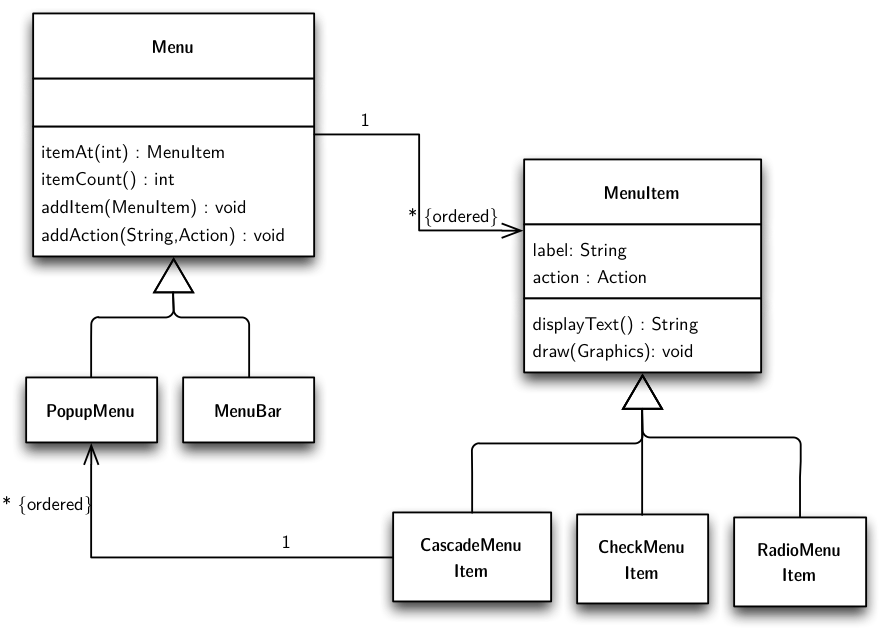 Menu
itemAt(int) : MenuItem
itemCount() : int
addItem(MenuItem) : void
addAction(String,Action) : void
1
* {ordered}
MenuItem
label: String
action : Action
displayText() : String
draw(Graphics): void
PopupMenu
MenuBar
* {ordered}
1
CascadeMenu
Item
CheckMenu
Item
RadioMenu
Item